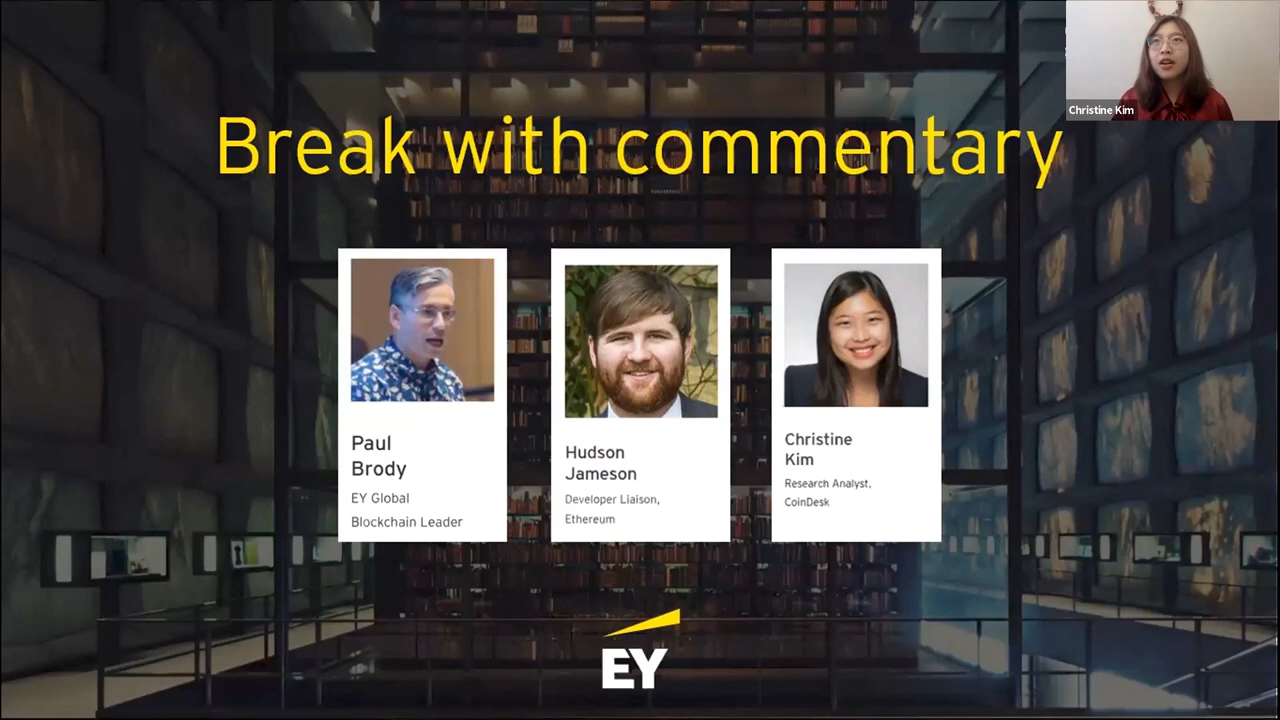 Christine Kim
Break with commentary
Paul
Brody
EY Global
Blockchain Leader
Hudson
Jameson
Developer Liaison,
Ethereum
Christine
Kim
Research Analyst,
CoinDesk
EY